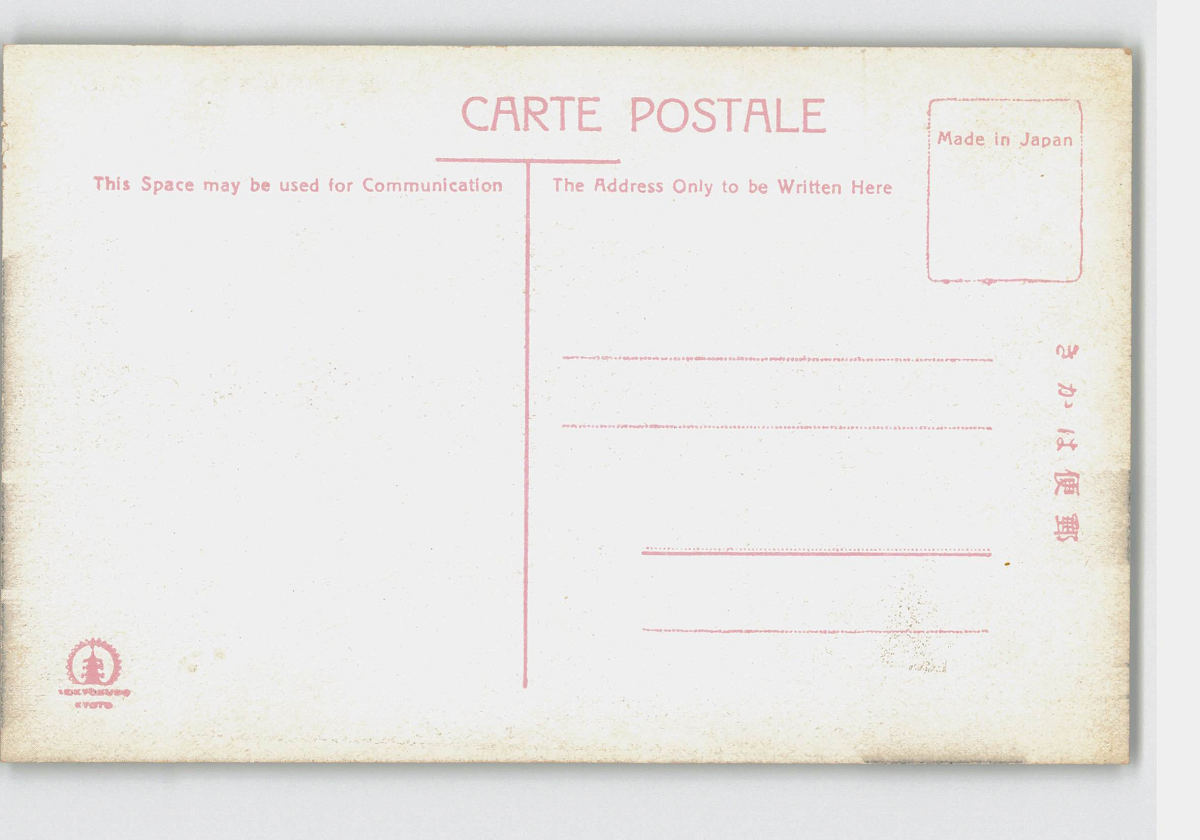 CARTE POSTALE
Made in Japan
This Space may be used for Communication
The Address Only to be Written Here
郵便はかき
KYOTO